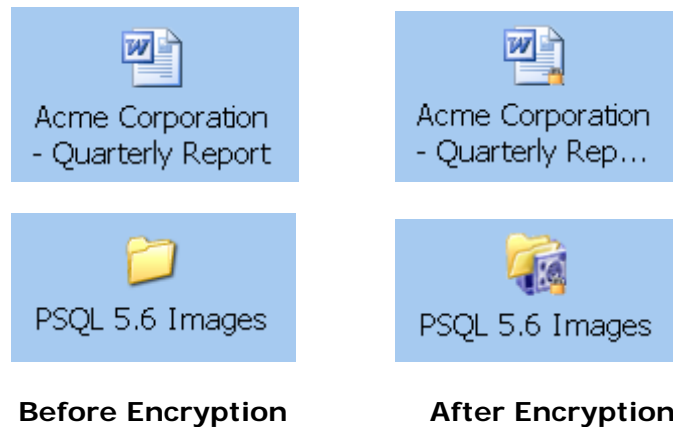 Acme Corporation
- Quarterly Report
Acme Corporation
- Quarterly Rep...
PSQL 5.6 Images
PSQL 5.6 Images
Before Encryption
After Encryption